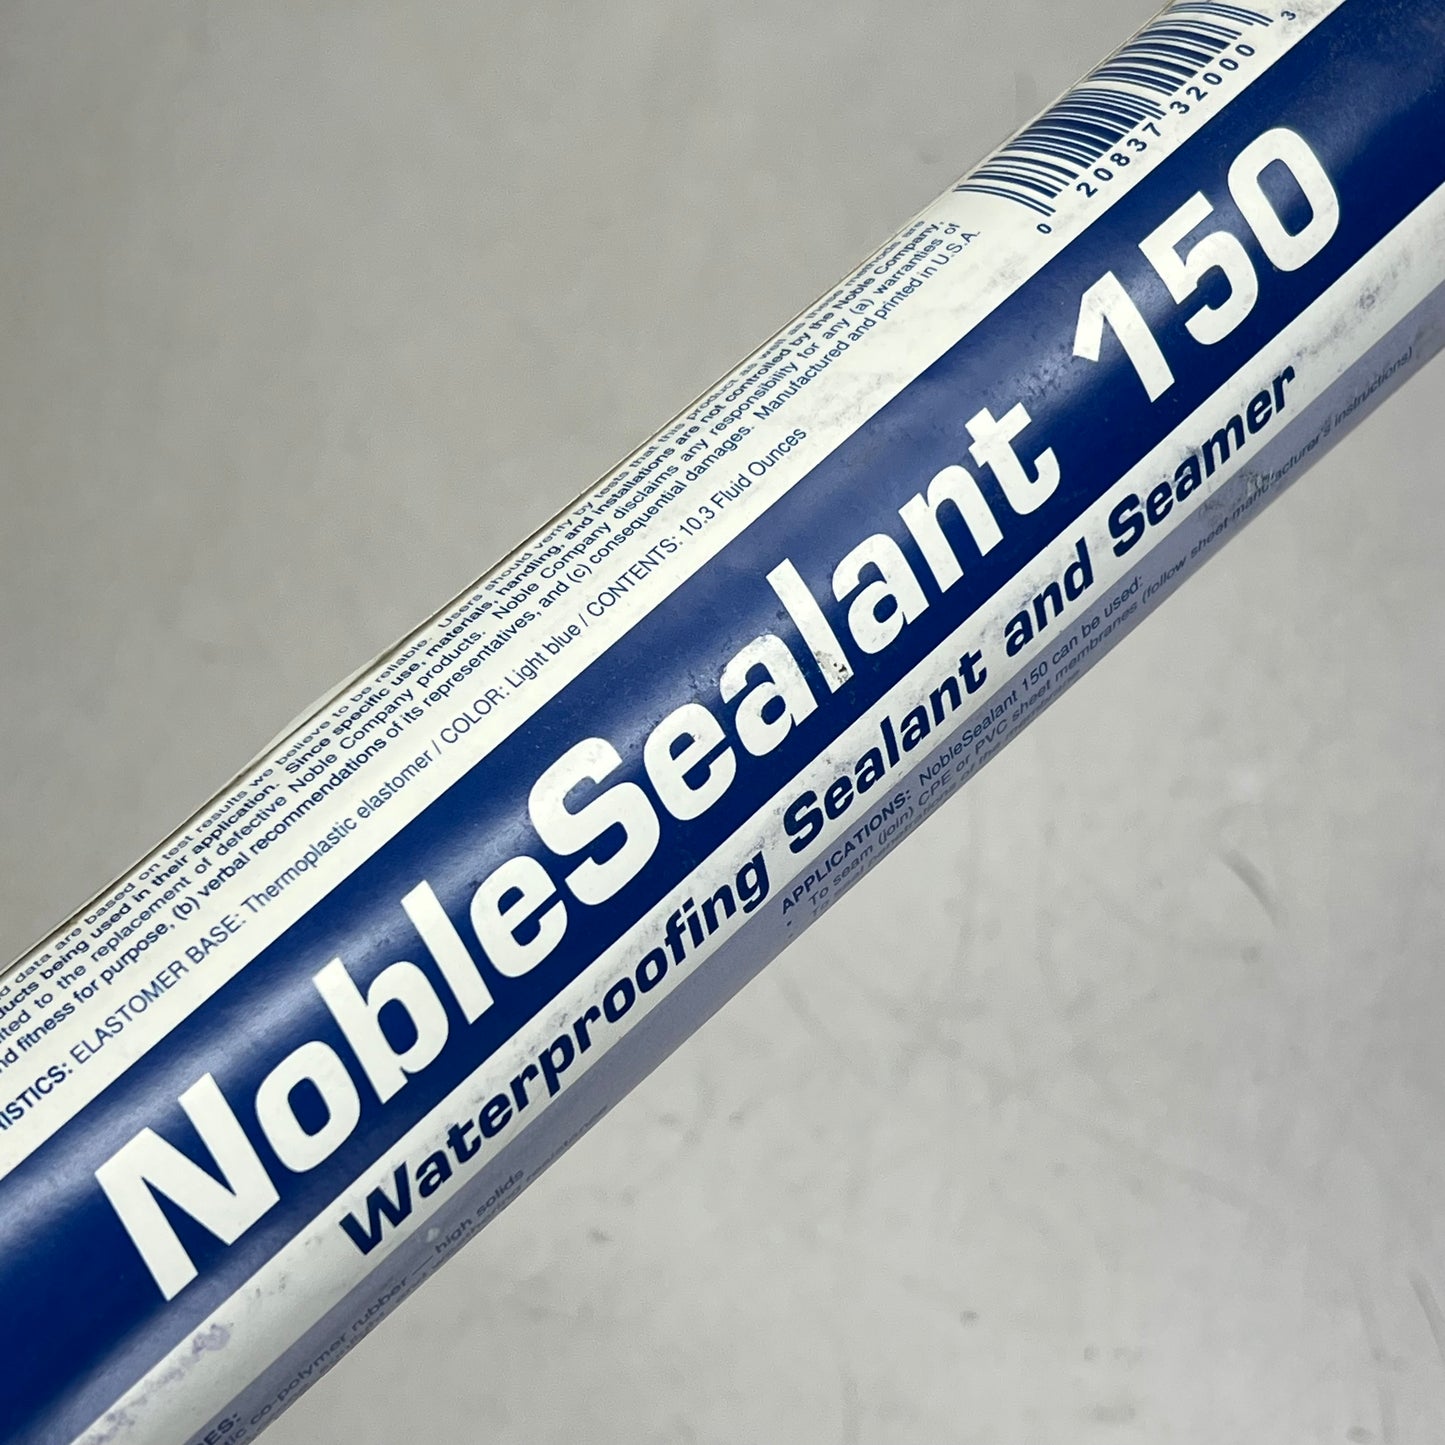 0 20837 32000 3
data are based on test results we believe to be reliable. Users should verify by tests that this product as well as these methods are
being used in their application. Since specific use, materials, handling, and installations are not controlled by the Noble Company,
to the replacement of defective Noble Company products. Noble Company disclaims any responsibility for any (a) warranties of
fitness for purpose, (b) verbal recommendations of its representatives, and (c) consequential damages. Manufactured and printed in U.S.A.
ELASTOMER BASE: Thermoplastic elastomer / COLOR: Light blue / CONTENTS: 10.3 Fluid Ounces
NobleSealant 150
Waterproofing Sealant and Seamer
APPLICATIONS: NobleSealant 150 can be used:
• To seam (join) CPE or PVC sheet membranes (follow sheet manufacturer's instructions)
• To seal penetrations of the membrane
co-polymer rubber — high solids